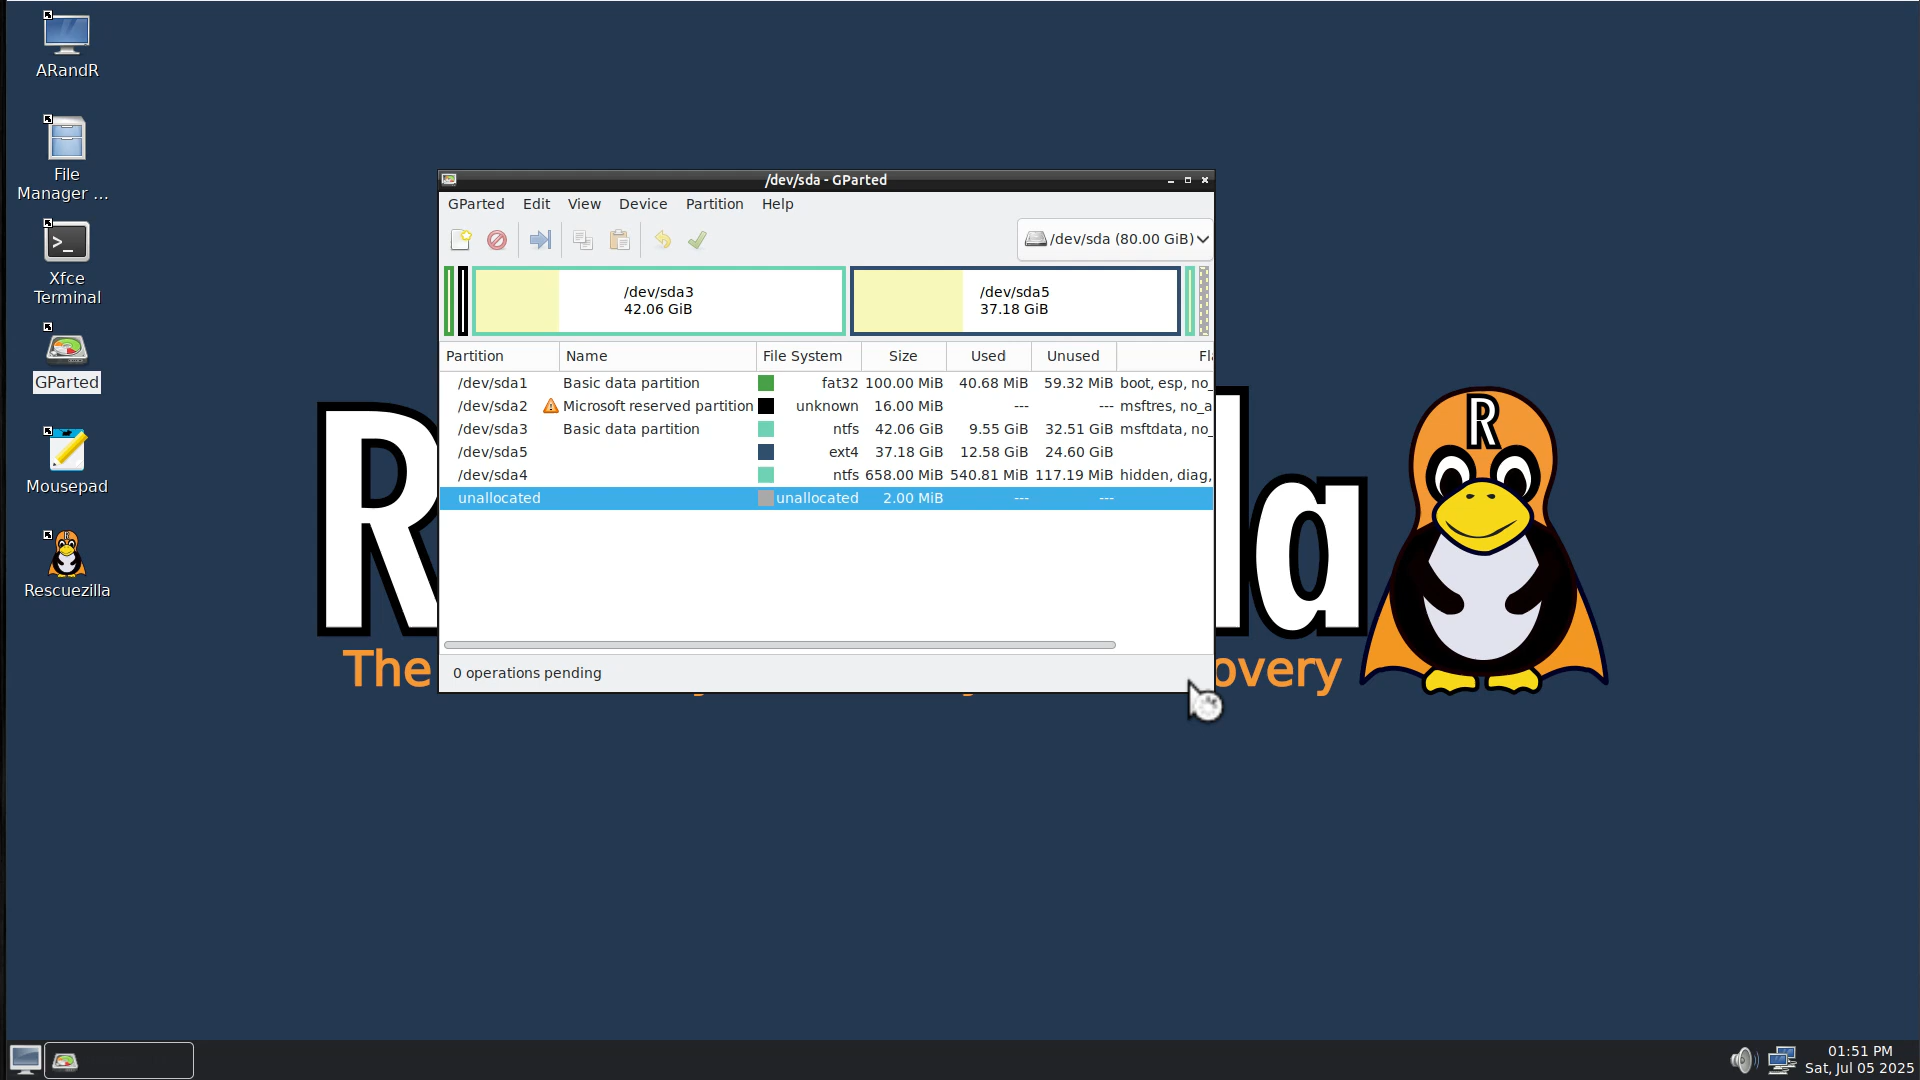 ARandR
File
Manager ...
Xfce
Terminal
GParted
Mousepad
Rescuezilla
/dev/sda - GParted
GParted Edit View Device Partition Help
/dev/sda (80.00 GiB)
/dev/sda3
42.06 GiB
/dev/sda5
37.18 GiB
Partition Name File System Size Used Unused Fl
/dev/sda1 Basic data partition fat32 100.00 MiB 40.68 MiB 59.32 MiB boot, esp, no_
/dev/sda2 Microsoft reserved partition unknown 16.00 MiB --- --- msftres, no_a
/dev/sda3 Basic data partition ntfs 42.06 GiB 9.55 GiB 32.51 GiB msftdata, no_
/dev/sda5 ext4 37.18 GiB 12.58 GiB 24.60 GiB
/dev/sda4 ntfs 658.00 MiB 540.81 MiB 117.19 MiB hidden, diag,
unallocated unallocated 2.00 MiB --- ---
0 operations pending
R la
R
The overy
01:51 PM
Sat, Jul 05 2025